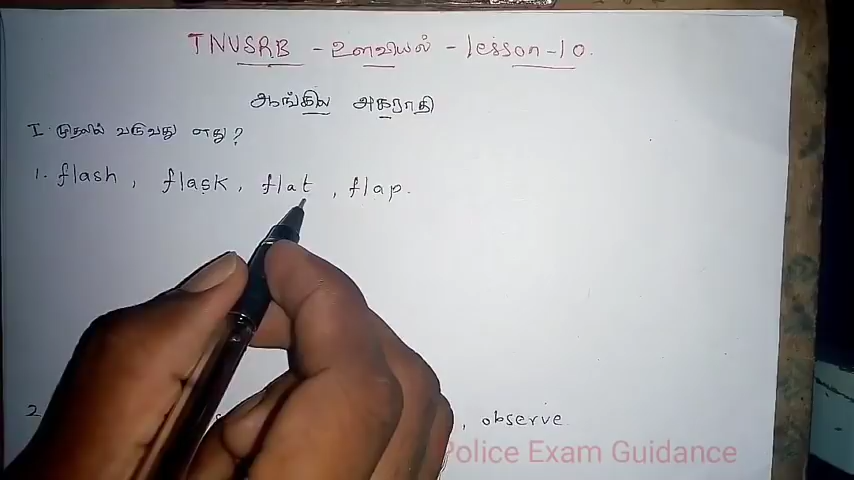 TNUSRB - உளவியல் - lesson - 10.
ஆங்கில அகராதி
I. முதலில் வருவது எது?
1. flash, flask, flat, flap.
2. , observe
Police Exam Guidance